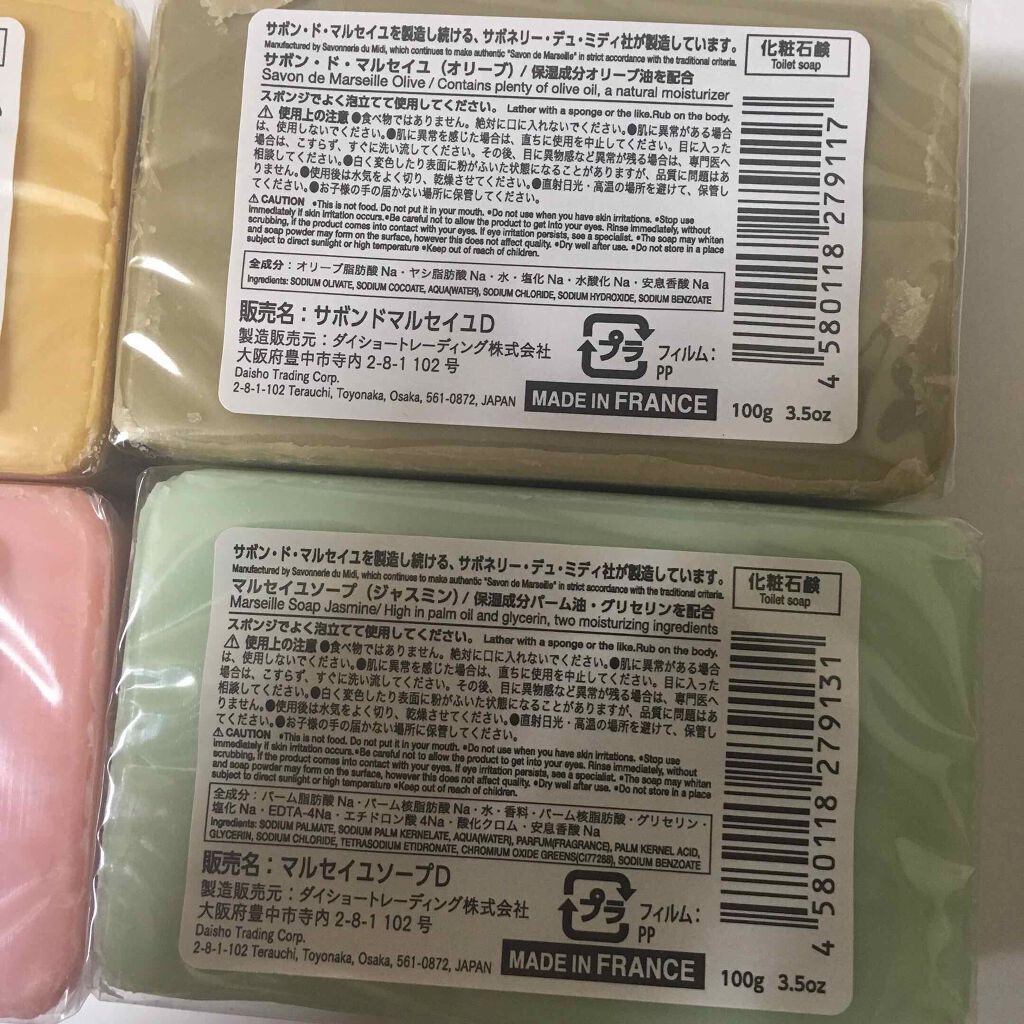 サボン・ド・マルセイユを製造し続ける、サボネリー・デュ・ミディ社が製造しています。
Manufactured by Savonnerie du Midi, which continues to make authentic "Savon de Marseille" in strict accordance with the traditional criteria.
化粧石鹸
Toilet soap
サボン・ド・マルセイユ（オリーブ）/ 保湿成分オリーブ油を配合
Savon de Marseille Olive / Contains plenty of olive oil, a natural moisturizer
スポンジでよく泡立てて使用してください。 Lather with a sponge or the like.Rub on the body.
⚠ 使用上の注意 ●食べ物ではありません。絶対に口に入れないでください。●肌に異常がある場合
は、使用しないでください。●肌に異常を感じた場合は、直ちに使用を中止してください。目に入った
場合は、こすらず、すぐに洗い流してください。その後、目に異物感など異常が残る場合は、専門医へ
相談してください。●白く変色したり表面に粉がふいた状態になることがありますが、品質に問題はあ
りません。●使用後は水気をよく切り、乾燥させてください。●直射日光・高温の場所を避けて、保管し
てください。●お子様の手の届かない場所に保管してください。
⚠ CAUTION ●This is not food. Do not put it in your mouth. ●Do not use when you have skin irritations. ●Stop use
immediately if skin irritation occurs.●Be careful not to allow the product to get into your eyes. Rinse immediately, without
scrubbing, if the product comes into contact with your eyes. If eye irritation persists, see a specialist. ●The soap may whiten
and soap powder may form on the surface, however this does not affect quality. ●Dry well after use. ●Do not store in a place
subject to direct sunlight or high temperature ●Keep out of reach of children.
全成分：オリーブ脂肪酸 Na・ヤシ脂肪酸 Na・水・塩化 Na・水酸化 Na・安息香酸 Na
Ingredients: SODIUM OLIVATE, SODIUM COCOATE, AQUA(WATER), SODIUM CHLORIDE, SODIUM HYDROXIDE, SODIUM BENZOATE
販売名：サボンドマルセイユD
製造販売元：ダイショートレーディング株式会社
大阪府豊中市寺内 2-8-1 102 号
Daisho Trading Corp.
2-8-1-102 Terauchi, Toyonaka, Osaka, 561-0872, JAPAN
プラ
フィルム：
PP
MADE IN FRANCE
100g 3.5oz
4 580118 279117
サボン・ド・マルセイユを製造し続ける、サボネリー・デュ・ミディ社が製造しています。
Manufactured by Savonnerie du Midi, which continues to make authentic "Savon de Marseille" in strict accordance with the traditional criteria.
化粧石鹸
Toilet soap
マルセイユソープ（ジャスミン）/ 保湿成分パーム油・グリセリンを配合
Marseille Soap Jasmine/ High in palm oil and glycerin, two moisturizing ingredients
スポンジでよく泡立てて使用してください。 Lather with a sponge or the like.Rub on the body.
⚠ 使用上の注意 ●食べ物ではありません。絶対に口に入れないでください。●肌に異常がある場合
は、使用しないでください。●肌に異常を感じた場合は、直ちに使用を中止してください。目に入った
場合は、こすらず、すぐに洗い流してください。その後、目に異物感など異常が残る場合は、専門医へ
相談してください。●白く変色したり表面に粉がふいた状態になることがありますが、品質に問題はあ
りません。●使用後は水気をよく切り、乾燥させてください。●直射日光・高温の場所を避けて、保管し
てください。●お子様の手の届かない場所に保管してください。
⚠ CAUTION ●This is not food. Do not put it in your mouth. ●Do not use when you have skin irritations. ●Stop use
immediately if skin irritation occurs.●Be careful not to allow the product to get into your eyes. Rinse immediately, without
scrubbing, if the product comes into contact with your eyes. If eye irritation persists, see a specialist. ●The soap may whiten
and soap powder may form on the surface, however this does not affect quality. ●Dry well after use. ●Do not store in a place
subject to direct sunlight or high temperature ●Keep out of reach of children.
全成分：パーム脂肪酸 Na・パーム核脂肪酸 Na・水・香料・パーム核脂肪酸・グリセリン・
塩化 Na・EDTA-4Na・エチドロン酸 4Na・酸化クロム・安息香酸 Na
Ingredients: SODIUM PALMATE, SODIUM PALM KERNELATE, AQUA(WATER), PARFUM(FRAGRANCE), PALM KERNEL ACID,
GLYCERIN, SODIUM CHLORIDE, TETRASODIUM ETIDRONATE, CHROMIUM OXIDE GREENS(CI77288), SODIUM BENZOATE
販売名：マルセイユソープD
製造販売元：ダイショートレーディング株式会社
大阪府豊中市寺内 2-8-1 102 号
Daisho Trading Corp.
2-8-1-102 Terauchi, Toyonaka, Osaka, 561-0872, JAPAN
プラ
フィルム：
PP
MADE IN FRANCE
100g 3.5oz
4 580118 279131